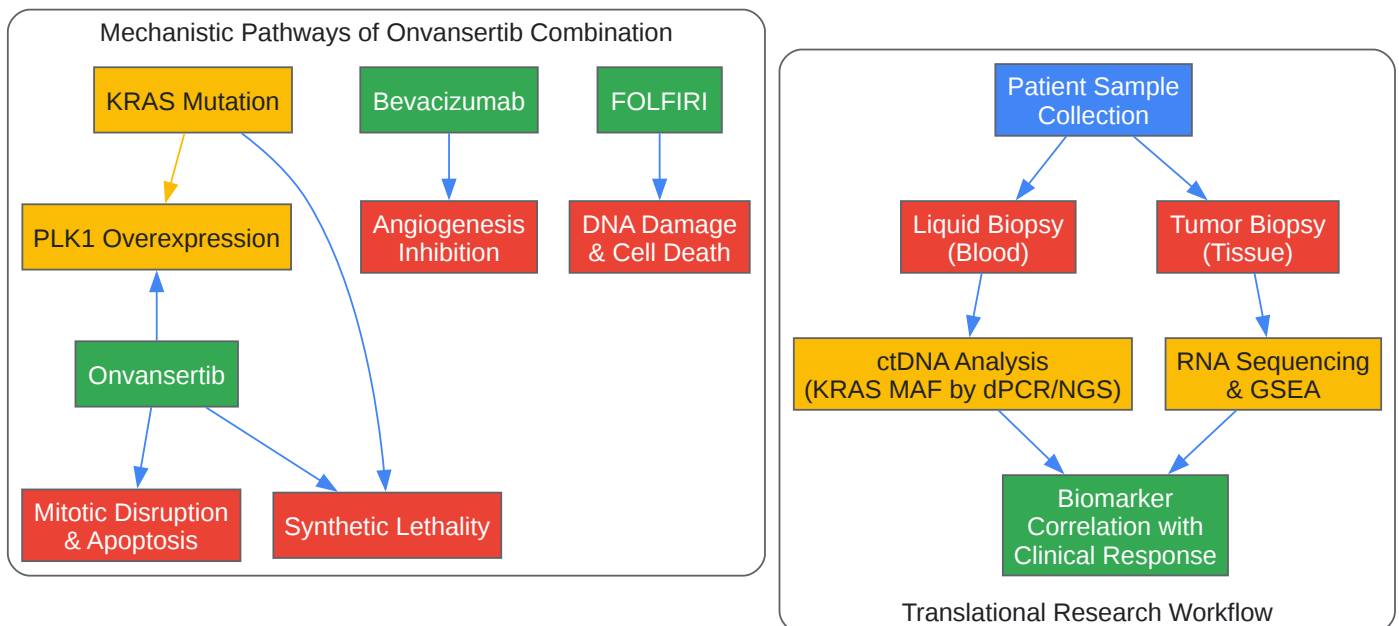 Mechanistic Pathways of Onvansertib Combination
KRAS Mutation
Bevacizumab
FOLFIRI
PLK1 Overexpression
Angiogenesis
Inhibition
DNA Damage
& Cell Death
Onvansertib
Mitotic Disruption
& Apoptosis
Synthetic Lethality
Patient Sample
Collection
Liquid Biopsy
(Blood)
Tumor Biopsy
(Tissue)
ctDNA Analysis
(KRAS MAF by dPCR/NGS)
RNA Sequencing
& GSEA
Biomarker
Correlation with
Clinical Response
Translational Research Workflow